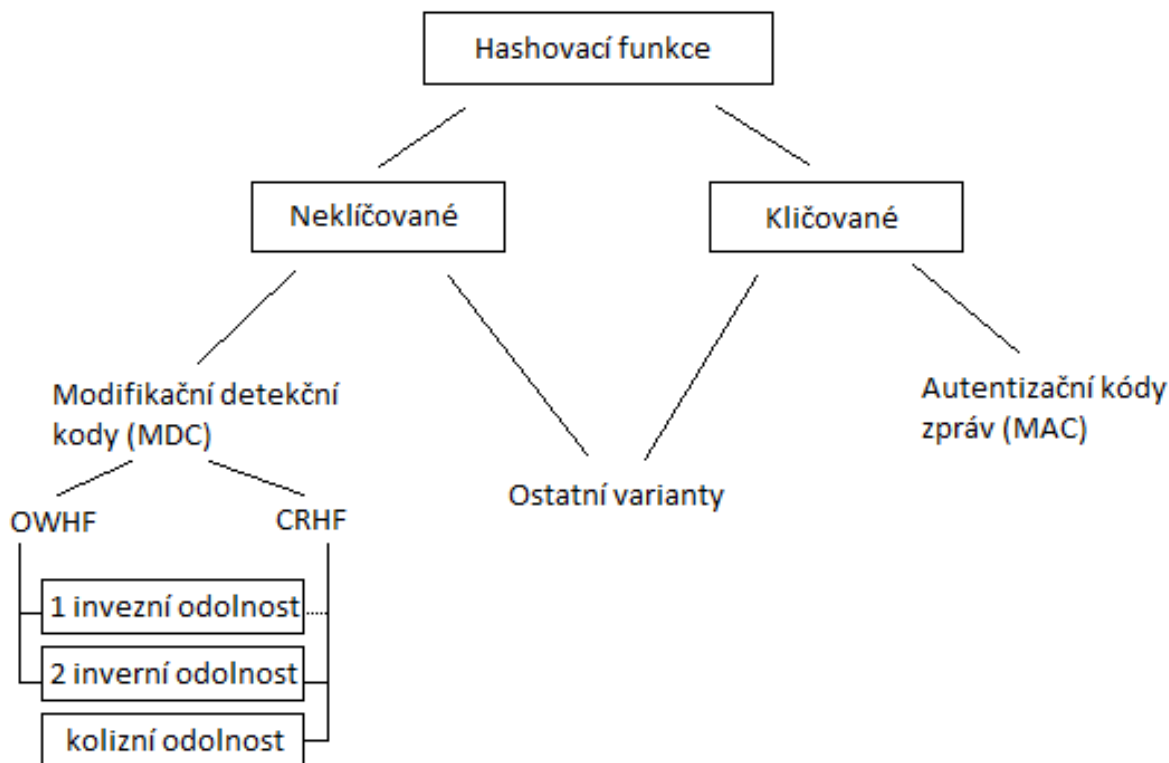 Hashovací funkce
Neklíčované
Kličované
Modifikační detekční
kody (MDC)
Autentizační kódy
zpráv (MAC)
Ostatní varianty
OWHF
CRHF
1 invezní odolnost
2 inverní odolnost
kolizní odolnost